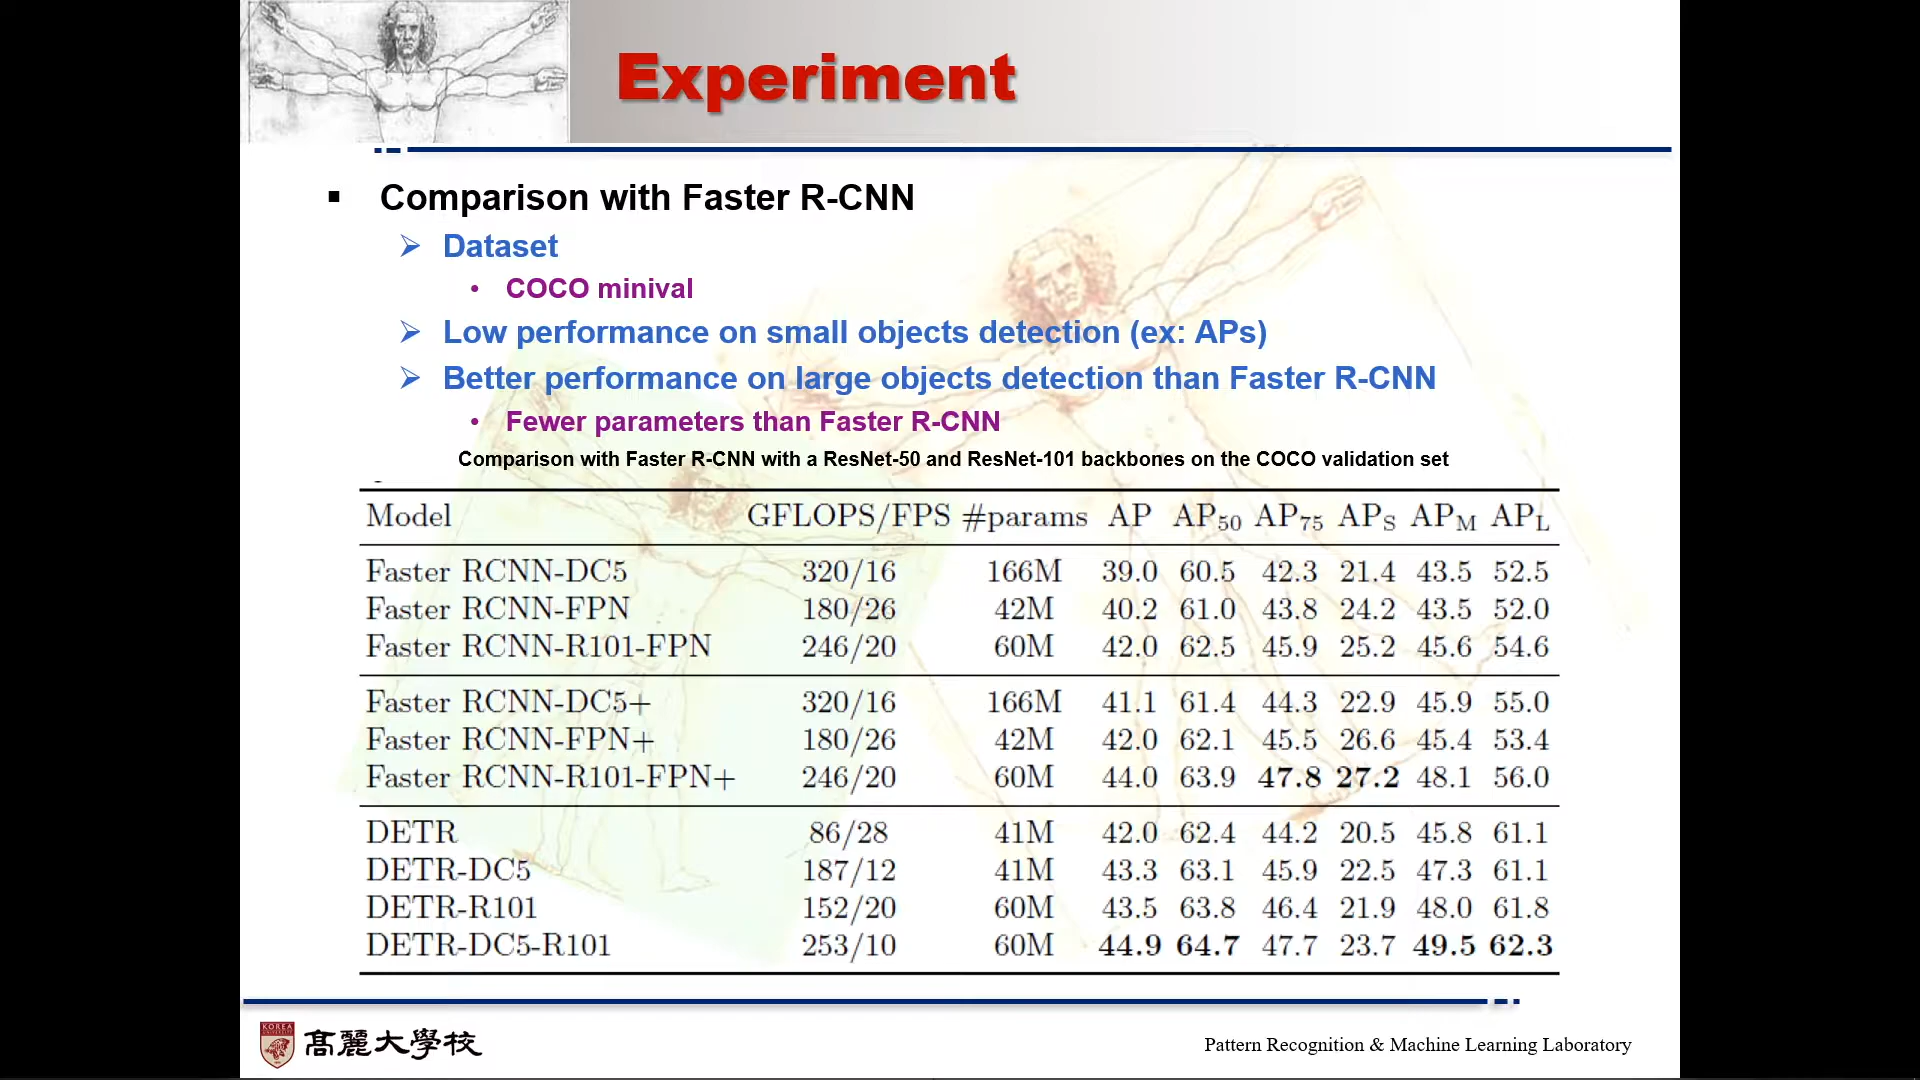 Experiment
▪ Comparison with Faster R-CNN
➢ Dataset
• COCO minival
➢ Low performance on small objects detection (ex: APs)
➢ Better performance on large objects detection than Faster R-CNN
• Fewer parameters than Faster R-CNN
Comparison with Faster R-CNN with a ResNet-50 and ResNet-101 backbones on the COCO validation set
Model GFLOPS/FPS #params AP AP50 AP75 APS APM APL
Faster RCNN-DC5 320/16 166M 39.0 60.5 42.3 21.4 43.5 52.5
Faster RCNN-FPN 180/26 42M 40.2 61.0 43.8 24.2 43.5 52.0
Faster RCNN-R101-FPN 246/20 60M 42.0 62.5 45.9 25.2 45.6 54.6
Faster RCNN-DC5+ 320/16 166M 41.1 61.4 44.3 22.9 45.9 55.0
Faster RCNN-FPN+ 180/26 42M 42.0 62.1 45.5 26.6 45.4 53.4
Faster RCNN-R101-FPN+ 246/20 60M 44.0 63.9 47.8 27.2 48.1 56.0
DETR 86/28 41M 42.0 62.4 44.2 20.5 45.8 61.1
DETR-DC5 187/12 41M 43.3 63.1 45.9 22.5 47.3 61.1
DETR-R101 152/20 60M 43.5 63.8 46.4 21.9 48.0 61.8
DETR-DC5-R101 253/10 60M 44.9 64.7 47.7 23.7 49.5 62.3
KOREA
高麗大學校
Pattern Recognition & Machine Learning Laboratory